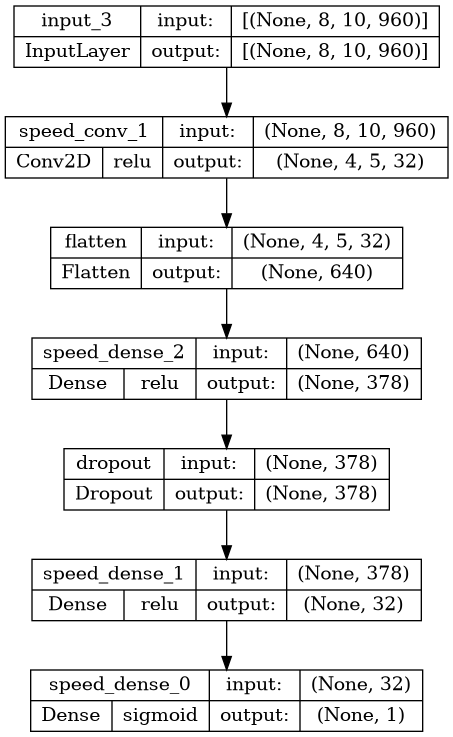 input_3 input: [(None, 8, 10, 960)]
InputLayer output: [(None, 8, 10, 960)]
speed_conv_1 input: (None, 8, 10, 960)
Conv2D relu output: (None, 4, 5, 32)
flatten input: (None, 4, 5, 32)
Flatten output: (None, 640)
speed_dense_2 input: (None, 640)
Dense relu output: (None, 378)
dropout input: (None, 378)
Dropout output: (None, 378)
speed_dense_1 input: (None, 378)
Dense relu output: (None, 32)
speed_dense_0 input: (None, 32)
Dense sigmoid output: (None, 1)